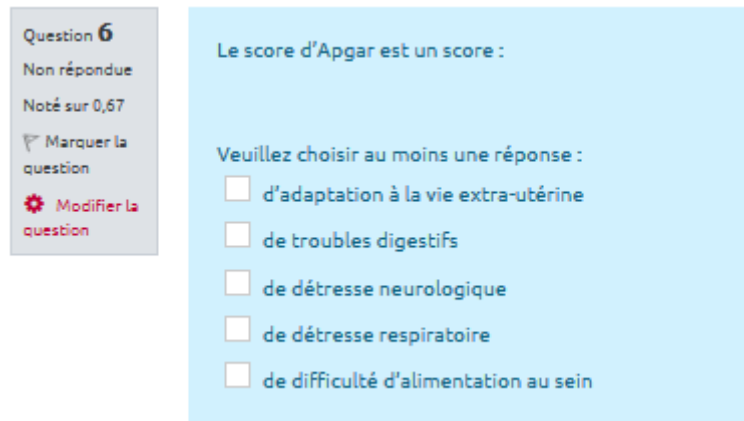 Question 6
Non répondue
Noté sur 0,67
Marquer la
question
Modifier la
question
Le score d'Apgar est un score :
Veuillez choisir au moins une réponse :
d'adaptation à la vie extra-utérine
de troubles digestifs
de détresse neurologique
de détresse respiratoire
de difficulté d'alimentation au sein